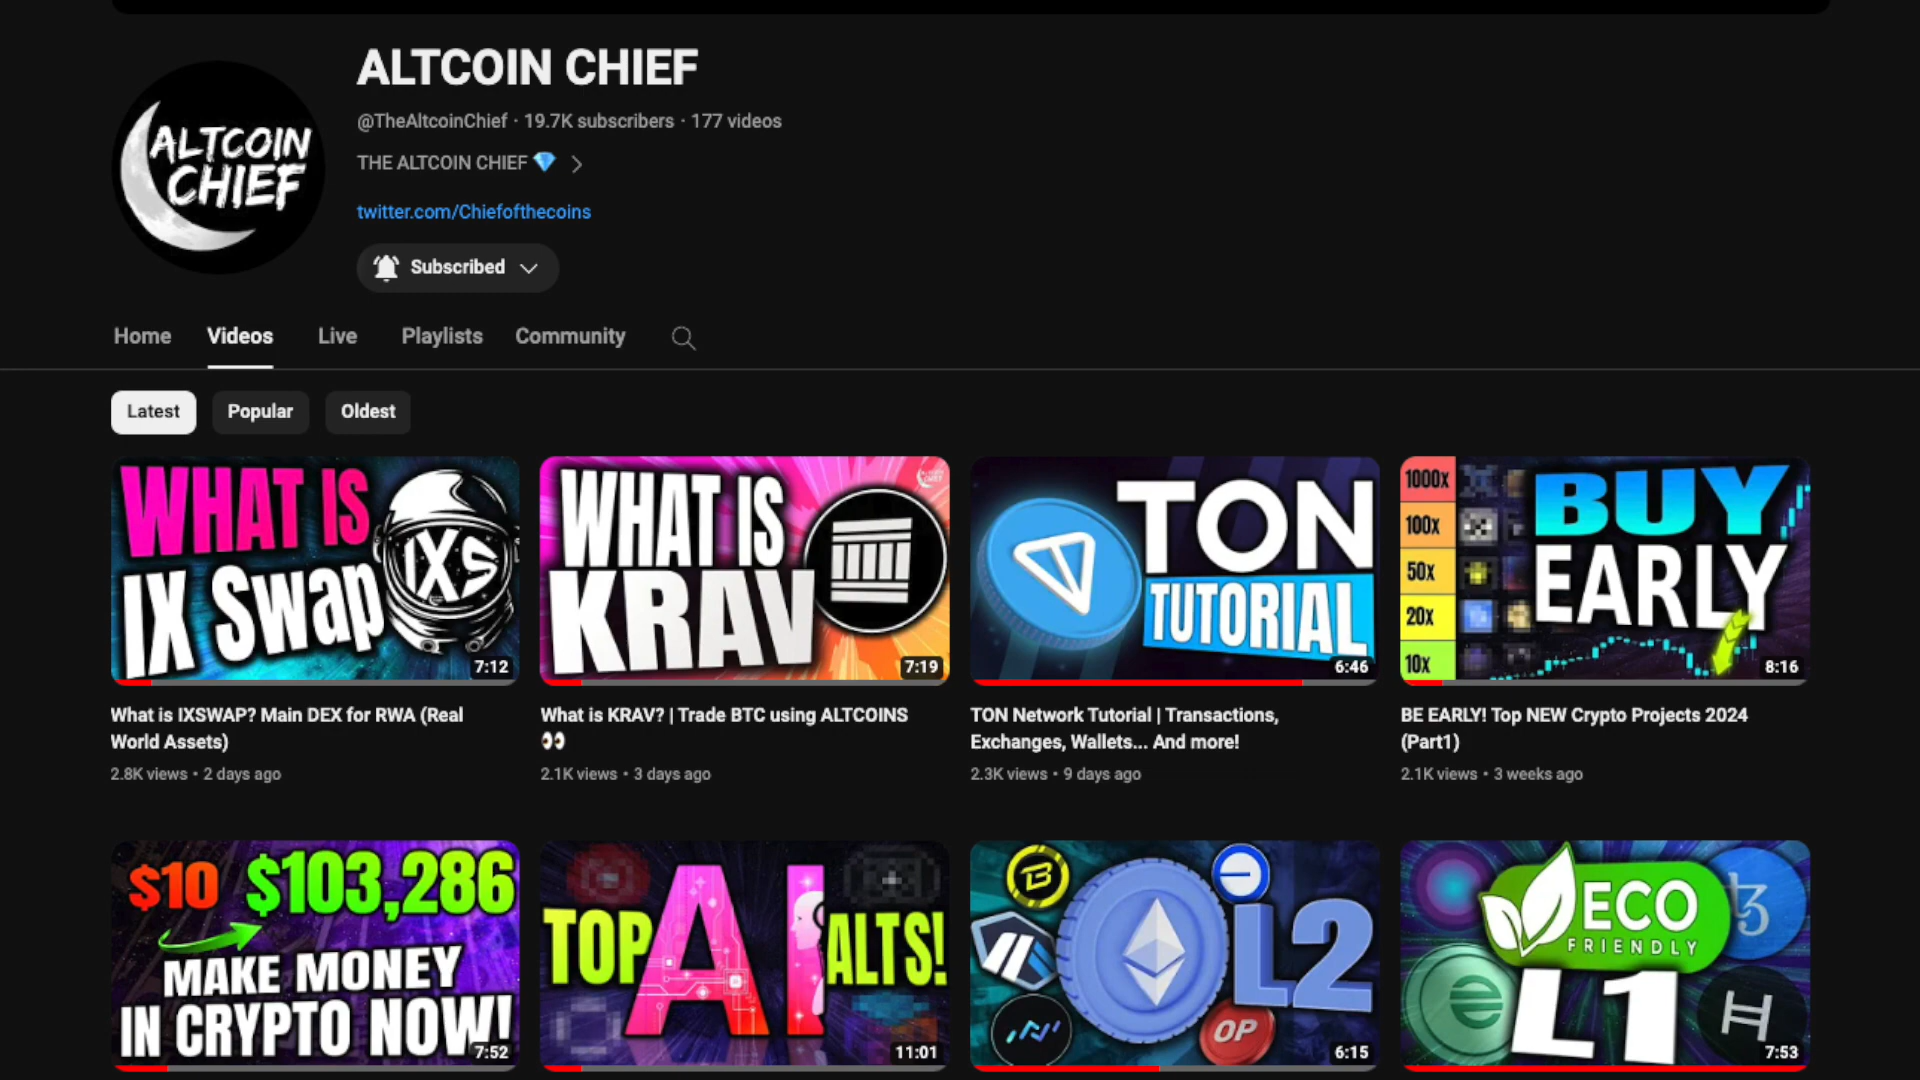 ALTCOIN CHIEF
ALTCOIN
CHIEF
@TheAltcoinChief · 19.7K subscribers · 177 videos
THE ALTCOIN CHIEF 💎 >
twitter.com/Chiefofthecoins
Subscribed
Home Videos Live Playlists Community
Latest Popular Oldest
WHAT IS
IX Swap
IXS
7:12
WHAT IS
KRAV
7:19
TON
TUTORIAL
6:46
1000x
100x
50x
20x
10x
BUY
EARLY
8:16
What is IXSWAP? Main DEX for RWA (Real
World Assets)
2.8K views • 2 days ago
What is KRAV? | Trade BTC using ALTCOINS
👀
2.1K views • 3 days ago
TON Network Tutorial | Transactions,
Exchanges, Wallets... And more!
2.3K views • 9 days ago
BE EARLY! Top NEW Crypto Projects 2024
(Part1)
2.1K views • 3 weeks ago
$10 $103,286
MAKE MONEY
IN CRYPTO NOW!
7:52
TOP AI ALTS!
11:01
L2
OP
6:15
ECO
FRIENDLY
L1
7:53